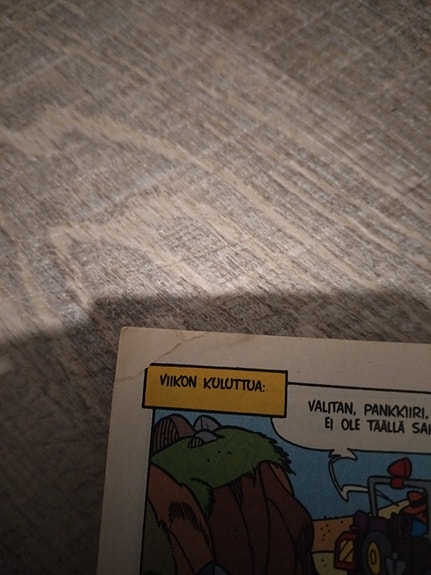 VIIKON KULUTTUA:
VALITAN, PANKKIIRI.
EI OLE TÄÄLLÄ